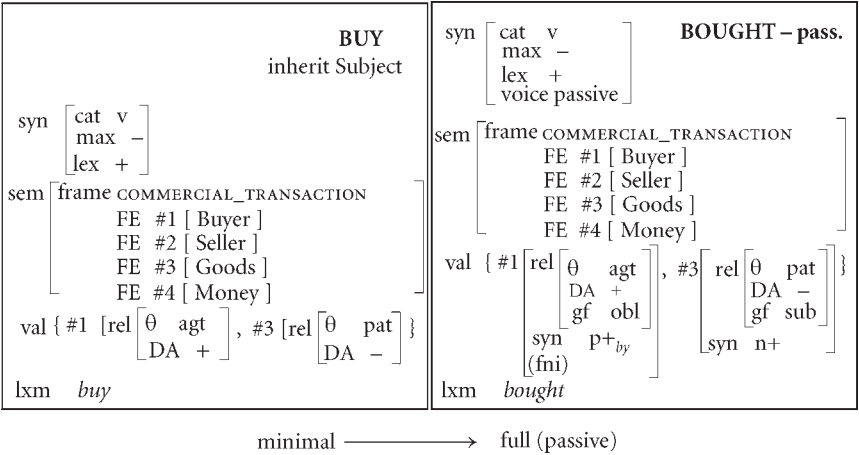 BUY
inherit Subject
syn [cat v
max –
lex +]
sem [frame COMMERCIAL_TRANSACTION
FE #1 [ Buyer ]
FE #2 [ Seller ]
FE #3 [ Goods ]
FE #4 [ Money ]]
val { #1 [rel [θ agt , #3 [rel [θ pat }
DA +] DA –]
lxm buy
BOUGHT – pass.
syn [cat v
max –
lex +
voice passive]
sem [frame COMMERCIAL_TRANSACTION
FE #1 [ Buyer ]
FE #2 [ Seller ]
FE #3 [ Goods ]
FE #4 [ Money ]]
val { #1 [rel [θ agt , #3 [rel [θ pat }
DA + DA –
gf obl] gf sub]
syn p+by syn n+]
(fni)]
lxm bought
minimal ⟶ full (passive)